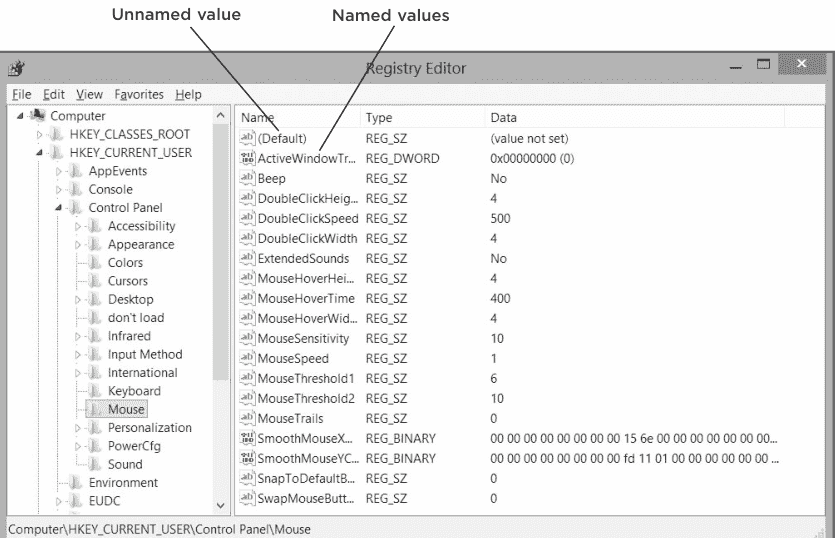 Unnamed value Named values
Registry Editor
File Edit View Favorites Help
Computer
HKEY_CLASSES_ROOT
HKEY_CURRENT_USER
AppEvents
Console
Control Panel
Accessibility
Appearance
Colors
Cursors
Desktop
don't load
Infrared
Input Method
International
Keyboard
Mouse
Personalization
PowerCfg
Sound
Environment
EUDC
Name Type Data
(Default) REG_SZ (value not set)
ActiveWindowTr... REG_DWORD 0x00000000 (0)
Beep REG_SZ No
DoubleClickHeig... REG_SZ 4
DoubleClickSpeed REG_SZ 500
DoubleClickWidth REG_SZ 4
ExtendedSounds REG_SZ No
MouseHoverHei... REG_SZ 4
MouseHoverTime REG_SZ 400
MouseHoverWid... REG_SZ 4
MouseSensitivity REG_SZ 10
MouseSpeed REG_SZ 1
MouseThreshold1 REG_SZ 6
MouseThreshold2 REG_SZ 10
MouseTrails REG_SZ 0
SmoothMouseX... REG_BINARY 00 00 00 00 00 00 00 00 15 6e 00 00 00 00 00 00 00...
SmoothMouseYC... REG_BINARY 00 00 00 00 00 00 00 00 fd 11 01 00 00 00 00 00 00 ...
SnapToDefaultB... REG_SZ 0
SwapMouseButt... REG_SZ 0
Computer\HKEY_CURRENT_USER\Control Panel\Mouse